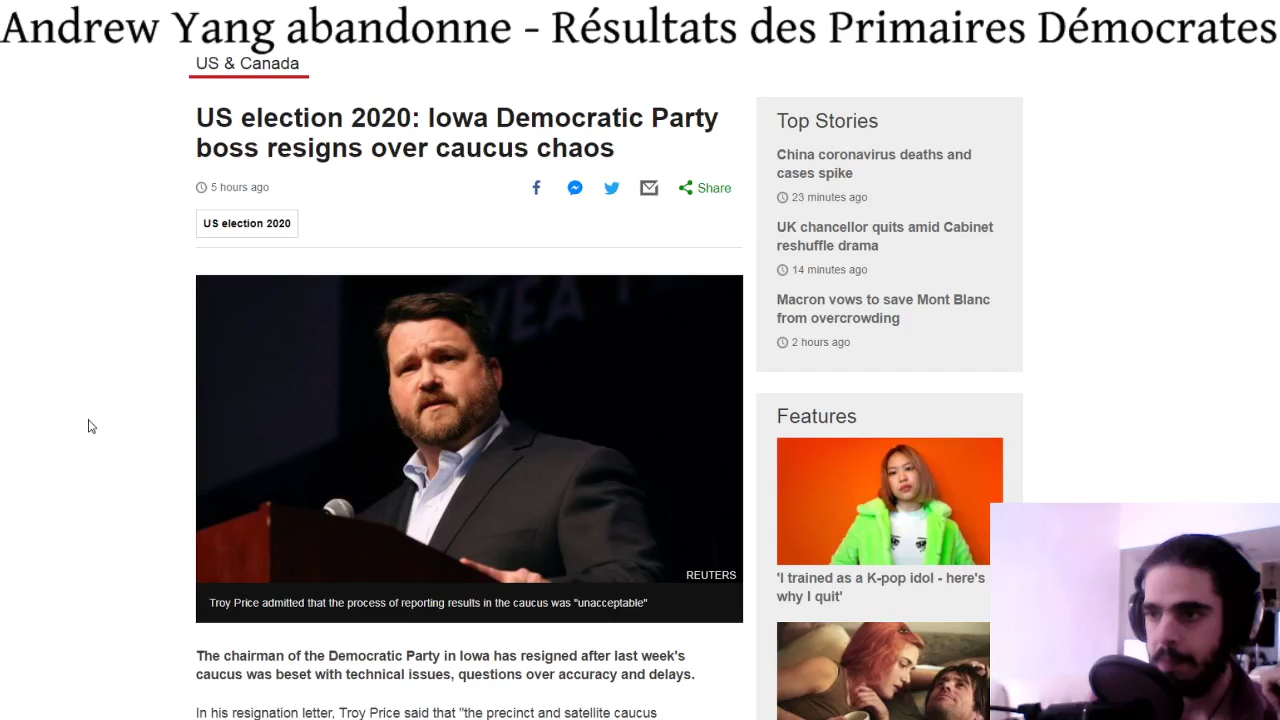 Andrew Yang abandonne - Résultats des Primaires Démocrates
US & Canada
US election 2020: Iowa Democratic Party
boss resigns over caucus chaos
5 hours ago
Share
US election 2020
REUTERS
Troy Price admitted that the process of reporting results in the caucus was "unacceptable"
The chairman of the Democratic Party in Iowa has resigned after last week's
caucus was beset with technical issues, questions over accuracy and delays.
In his resignation letter, Troy Price said that "the precinct and satellite caucus
Top Stories
China coronavirus deaths and
cases spike
23 minutes ago
UK chancellor quits amid Cabinet
reshuffle drama
14 minutes ago
Macron vows to save Mont Blanc
from overcrowding
2 hours ago
Features
'I trained as a K-pop idol - here's
why I quit'